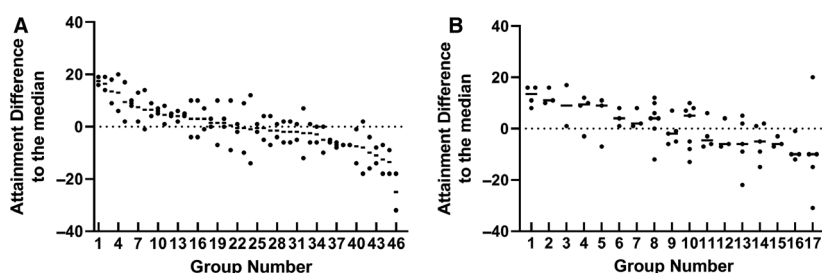 A
Attainment Difference
to the median
40
20
0
−20
−40
1 4 7 10 13 16 19 22 25 28 31 34 37 40 43 46
Group Number
B
Attainment Difference
to the median
40
20
0
−20
−40
1 2 3 4 5 6 7 8 9 10 11 12 13 14 15 16 17
Group Number